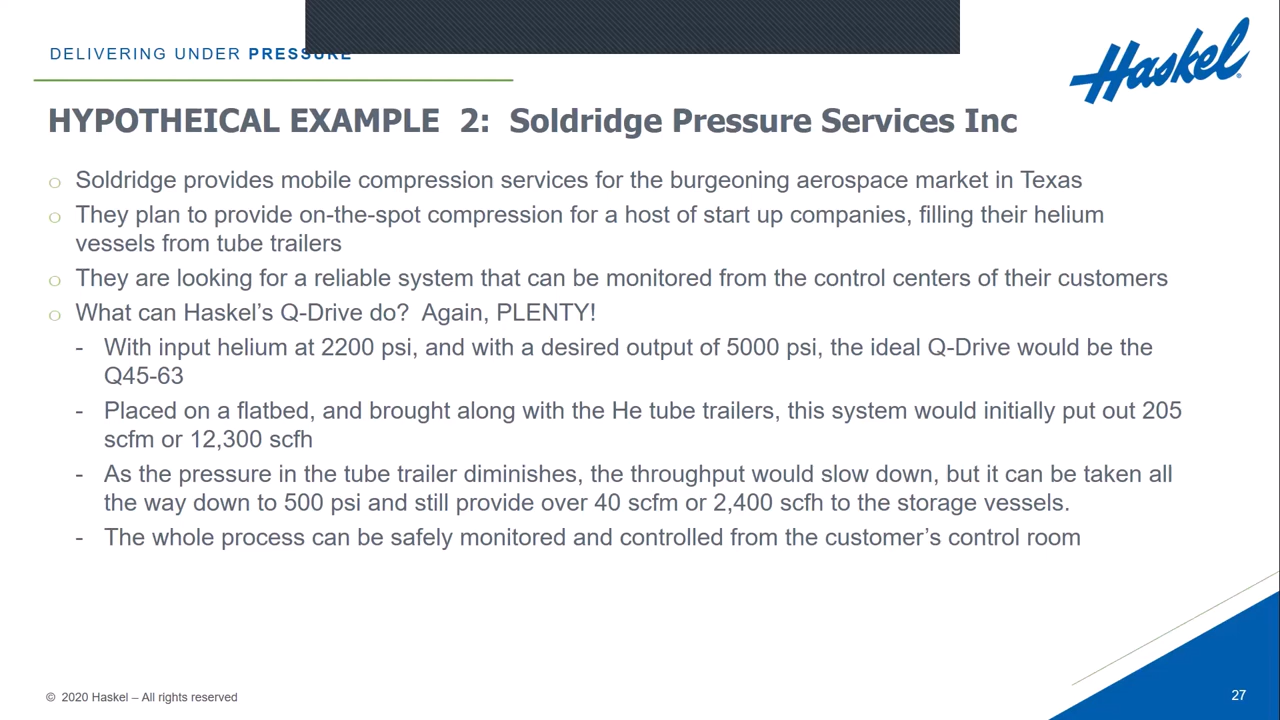 DELIVERING UNDER PRESSURE
Haskel
HYPOTHEICAL EXAMPLE 2: Soldridge Pressure Services Inc
o Soldridge provides mobile compression services for the burgeoning aerospace market in Texas
o They plan to provide on-the-spot compression for a host of start up companies, filling their helium
vessels from tube trailers
o They are looking for a reliable system that can be monitored from the control centers of their customers
o What can Haskel’s Q-Drive do? Again, PLENTY!
- With input helium at 2200 psi, and with a desired output of 5000 psi, the ideal Q-Drive would be the
Q45-63
- Placed on a flatbed, and brought along with the He tube trailers, this system would initially put out 205
scfm or 12,300 scfh
- As the pressure in the tube trailer diminishes, the throughput would slow down, but it can be taken all
the way down to 500 psi and still provide over 40 scfm or 2,400 scfh to the storage vessels.
- The whole process can be safely monitored and controlled from the customer’s control room
© 2020 Haskel – All rights reserved
27